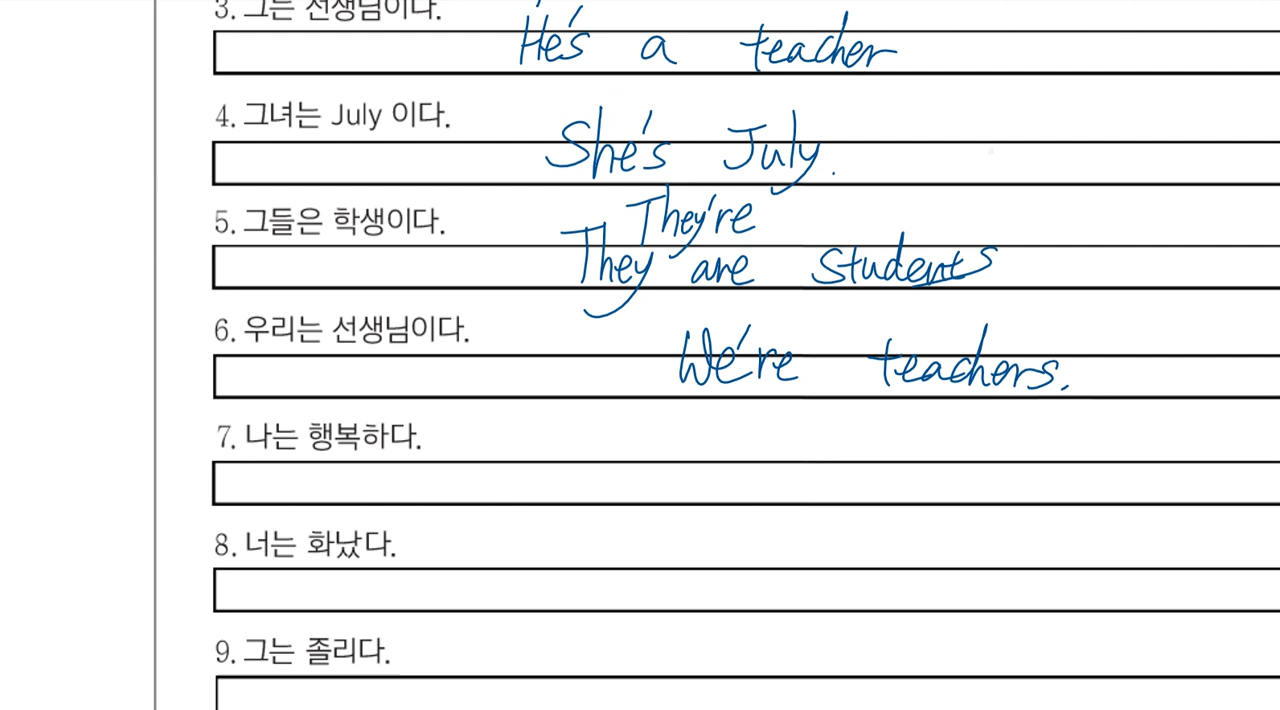 3. 그는 선생님이다.
He's a teacher
4. 그녀는 July 이다.
She's July.
5. 그들은 학생이다.
They're
They are students
6. 우리는 선생님이다.
We're teachers.
7. 나는 행복하다.
8. 너는 화났다.
9. 그는 졸리다.